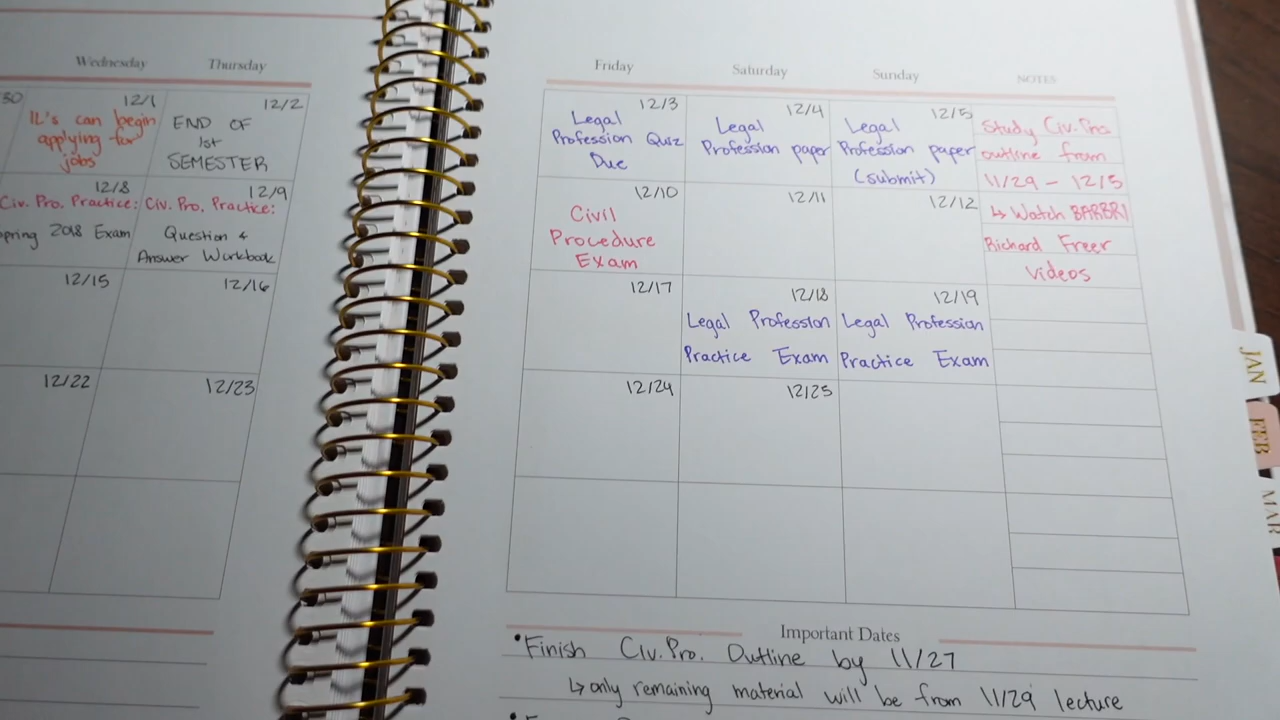 Wednesday Thursday
Friday Saturday Sunday NOTES
30
12/1
1L's can begin
applying for
jobs
12/2
END OF
1st
SEMESTER
12/3
Legal
Profession Quiz
Due
12/4
Legal
Profession paper
12/5
Legal
Profession paper
(submit)
Study Civ. Pro
outline from
11/29 - 12/5
↳ Watch BARBRI
Richard Freer
videos
12/8
Civ. Pro. Practice:
Spring 2018 Exam
12/9
Civ. Pro. Practice:
Question &
Answer Workbook
12/10
Civil
Procedure
Exam
12/11
12/12
12/15
12/16
12/17
12/18
Legal Profession
Practice Exam
12/19
Legal Profession
Practice Exam
12/22
12/23
12/24
12/25
Important Dates
•Finish Civ. Pro. Outline by 11/27
↳ only remaining material will be from 11/29 lecture
JAN
FEB
MAR